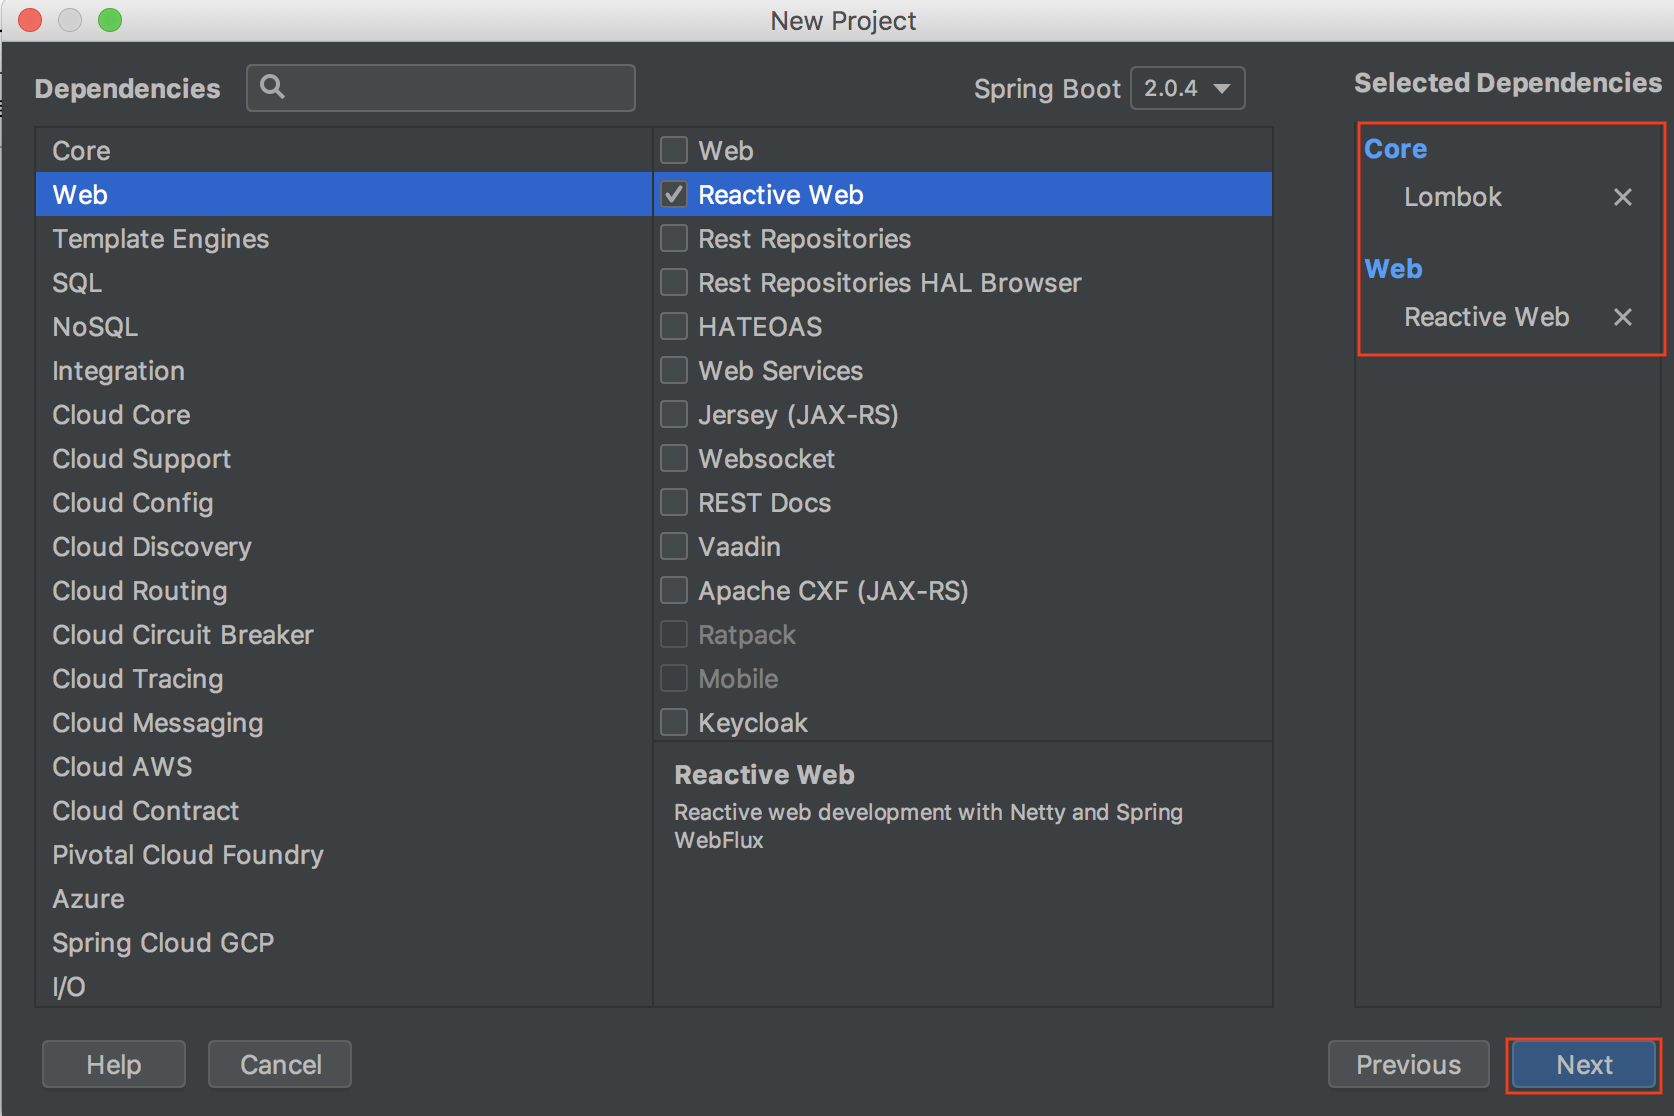 New Project
Dependencies
Spring Boot 2.0.4
Selected Dependencies
Core
Web
Template Engines
SQL
NoSQL
Integration
Cloud Core
Cloud Support
Cloud Config
Cloud Discovery
Cloud Routing
Cloud Circuit Breaker
Cloud Tracing
Cloud Messaging
Cloud AWS
Cloud Contract
Pivotal Cloud Foundry
Azure
Spring Cloud GCP
I/O
Web
Reactive Web
Rest Repositories
Rest Repositories HAL Browser
HATEOAS
Web Services
Jersey (JAX-RS)
Websocket
REST Docs
Vaadin
Apache CXF (JAX-RS)
Ratpack
Mobile
Keycloak
Reactive Web
Reactive web development with Netty and Spring
WebFlux
Core
Lombok
Web
Reactive Web
Help
Cancel
Previous
Next